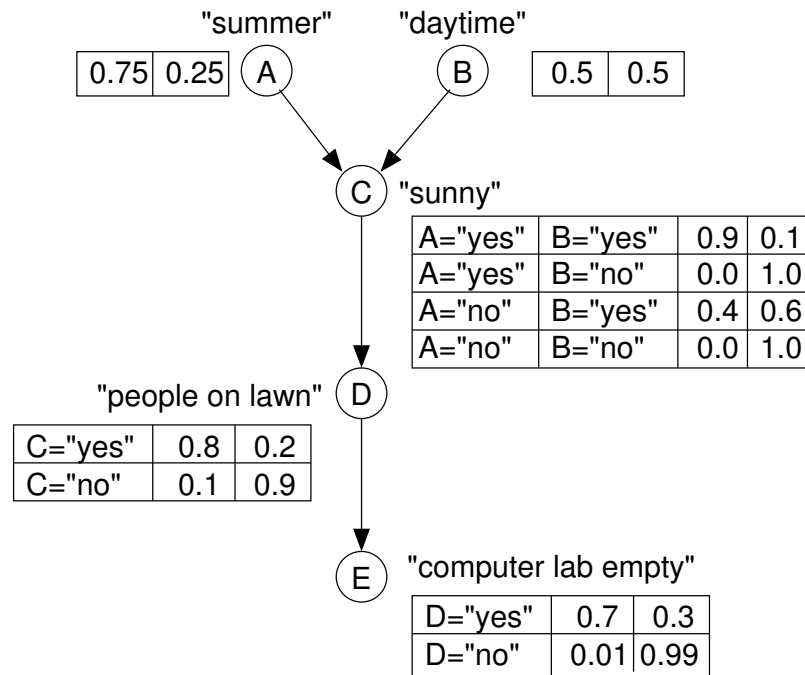 "summer" "daytime"
0.75 0.25 A B 0.5 0.5
C "sunny"
A="yes" B="yes" 0.9 0.1
A="yes" B="no" 0.0 1.0
A="no" B="yes" 0.4 0.6
A="no" B="no" 0.0 1.0
"people on lawn" D
C="yes" 0.8 0.2
C="no" 0.1 0.9
E "computer lab empty"
D="yes" 0.7 0.3
D="no" 0.01 0.99